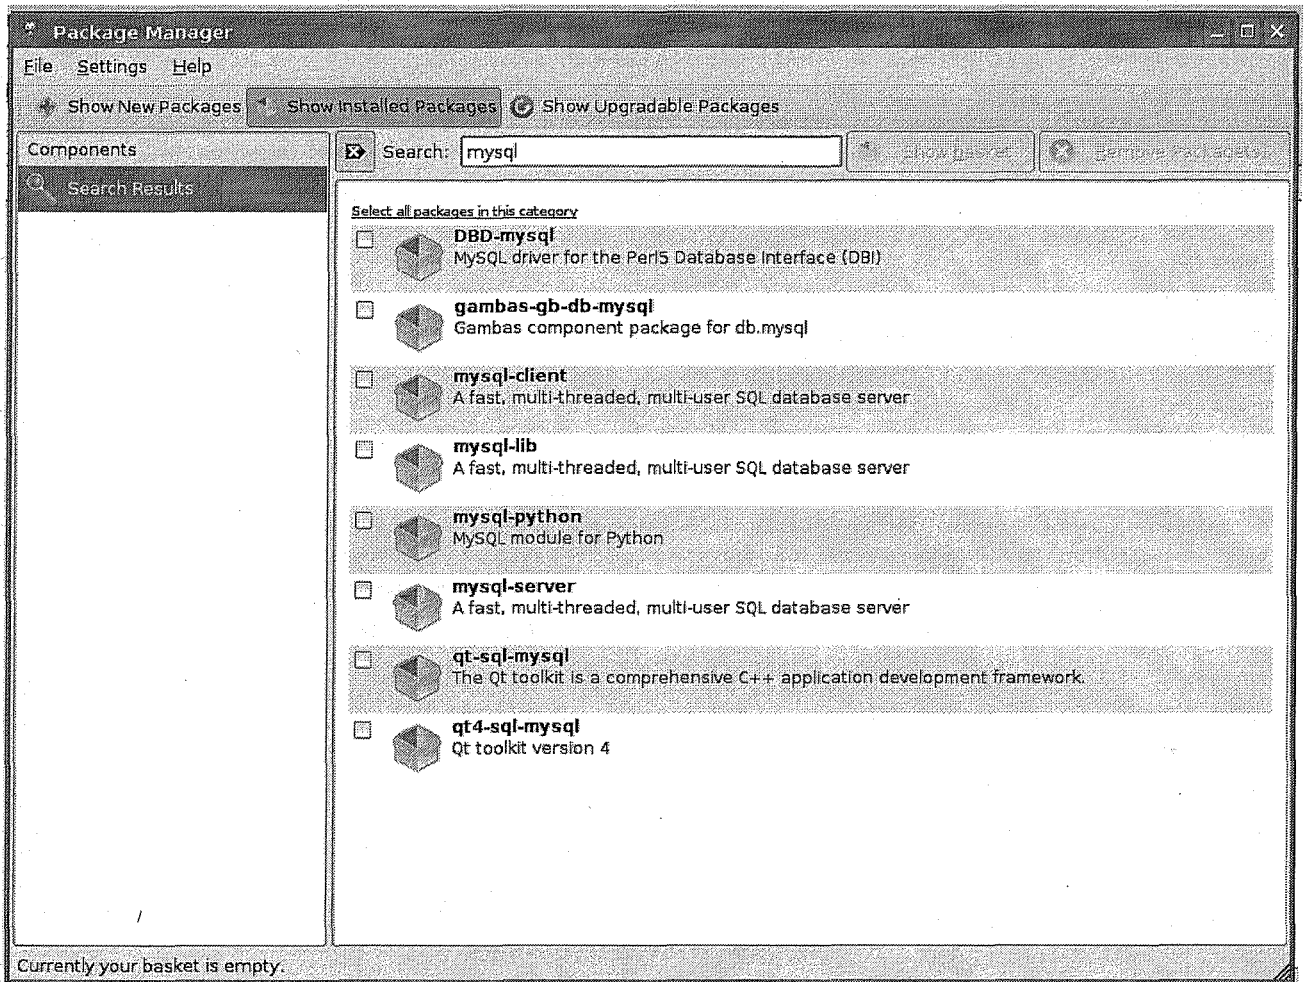 Package Manager
File Settings Help
Show New Packages Show Installed Packages Show Upgradable Packages
Components
Search: mysql Show Basket Remove Package(s)
Search Results
Select all packages in this category
DBD-mysql
MySQL driver for the Perl5 Database Interface (DBI)
gambas-gb-db-mysql
Gambas component package for db.mysql
mysql-client
A fast, multi-threaded, multi-user SQL database server
mysql-lib
A fast, multi-threaded, multi-user SQL database server
mysql-python
MySQL module for Python
mysql-server
A fast, multi-threaded, multi-user SQL database server
qt-sql-mysql
The Qt toolkit is a comprehensive C++ application development framework.
qt4-sql-mysql
Qt toolkit version 4
Currently your basket is empty.